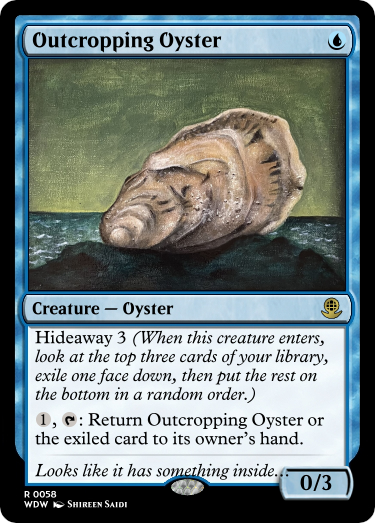 Outcropping Oyster
Creature — Oyster
Hideaway 3 (When this creature enters,
look at the top three cards of your library,
exile one face down, then put the rest on
the bottom in a random order.)
1, : Return Outcropping Oyster or
the exiled card to its owner's hand.
Looks like it has something inside...
0/3
R 0058
WDW Shireen Saidi